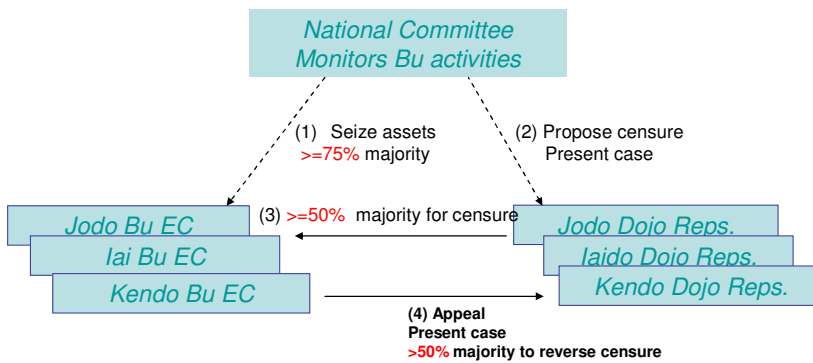 National Committee
Monitors Bu activities
(1) Seize assets
>=75% majority
(2) Propose censure
Present case
(3) >=50% majority for censure
Jodo Bu EC
Iai Bu EC
Kendo Bu EC
Jodo Dojo Reps.
Iaido Dojo Reps.
Kendo Dojo Reps.
(4) Appeal
Present case
>50% majority to reverse censure